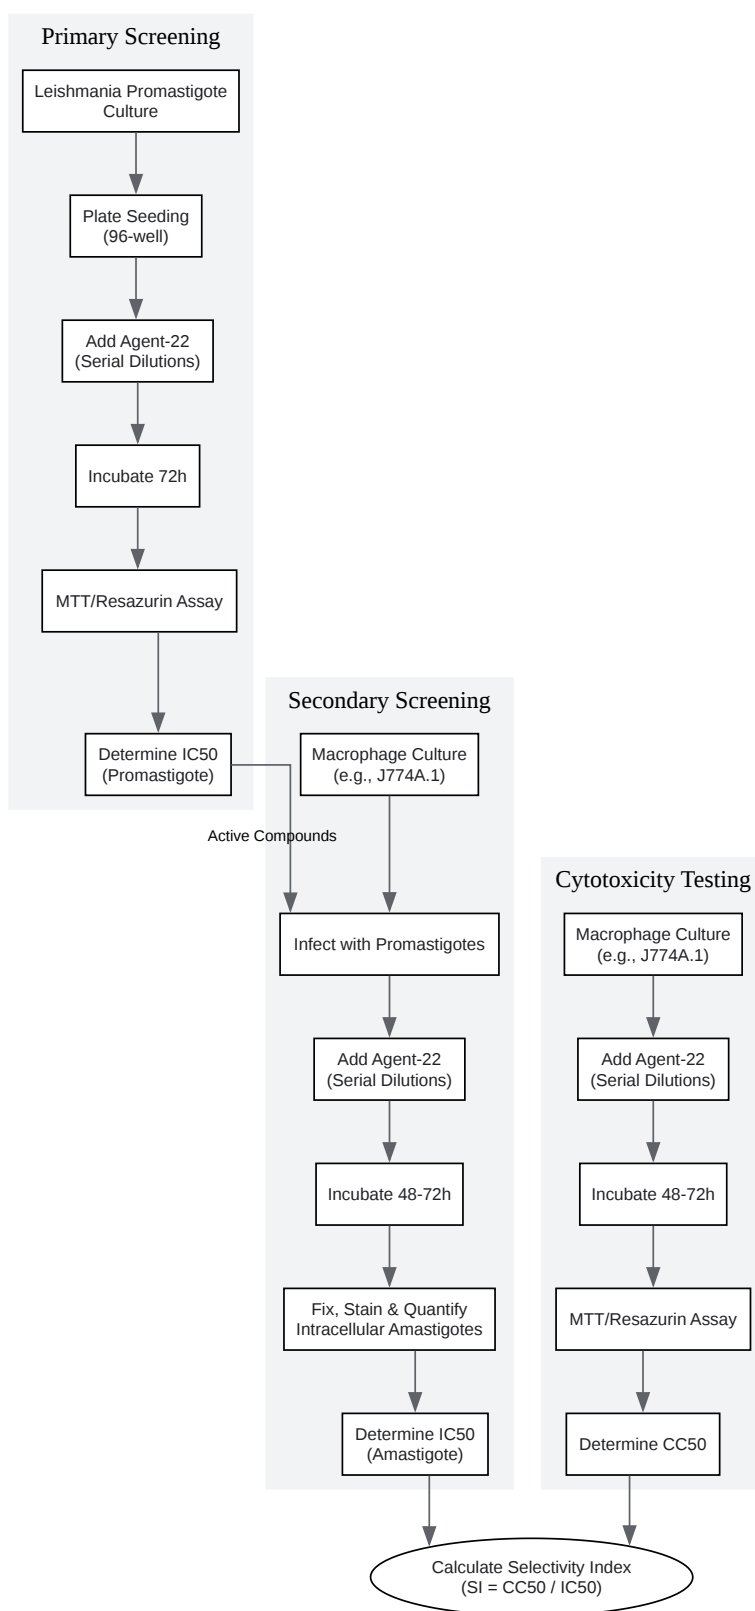 Primary Screening
Leishmania Promastigote
Culture
Plate Seeding
(96-well)
Add Agent-22
(Serial Dilutions)
Incubate 72h
MTT/Resazurin Assay
Determine IC50
(Promastigote)
Active Compounds
Secondary Screening
Macrophage Culture
(e.g., J774A.1)
Infect with Promastigotes
Add Agent-22
(Serial Dilutions)
Incubate 48-72h
Fix, Stain & Quantify
Intracellular Amastigotes
Determine IC50
(Amastigote)
Cytotoxicity Testing
Macrophage Culture
(e.g., J774A.1)
Add Agent-22
(Serial Dilutions)
Incubate 48-72h
MTT/Resazurin Assay
Determine CC50
Calculate Selectivity Index
(SI = CC50 / IC50)